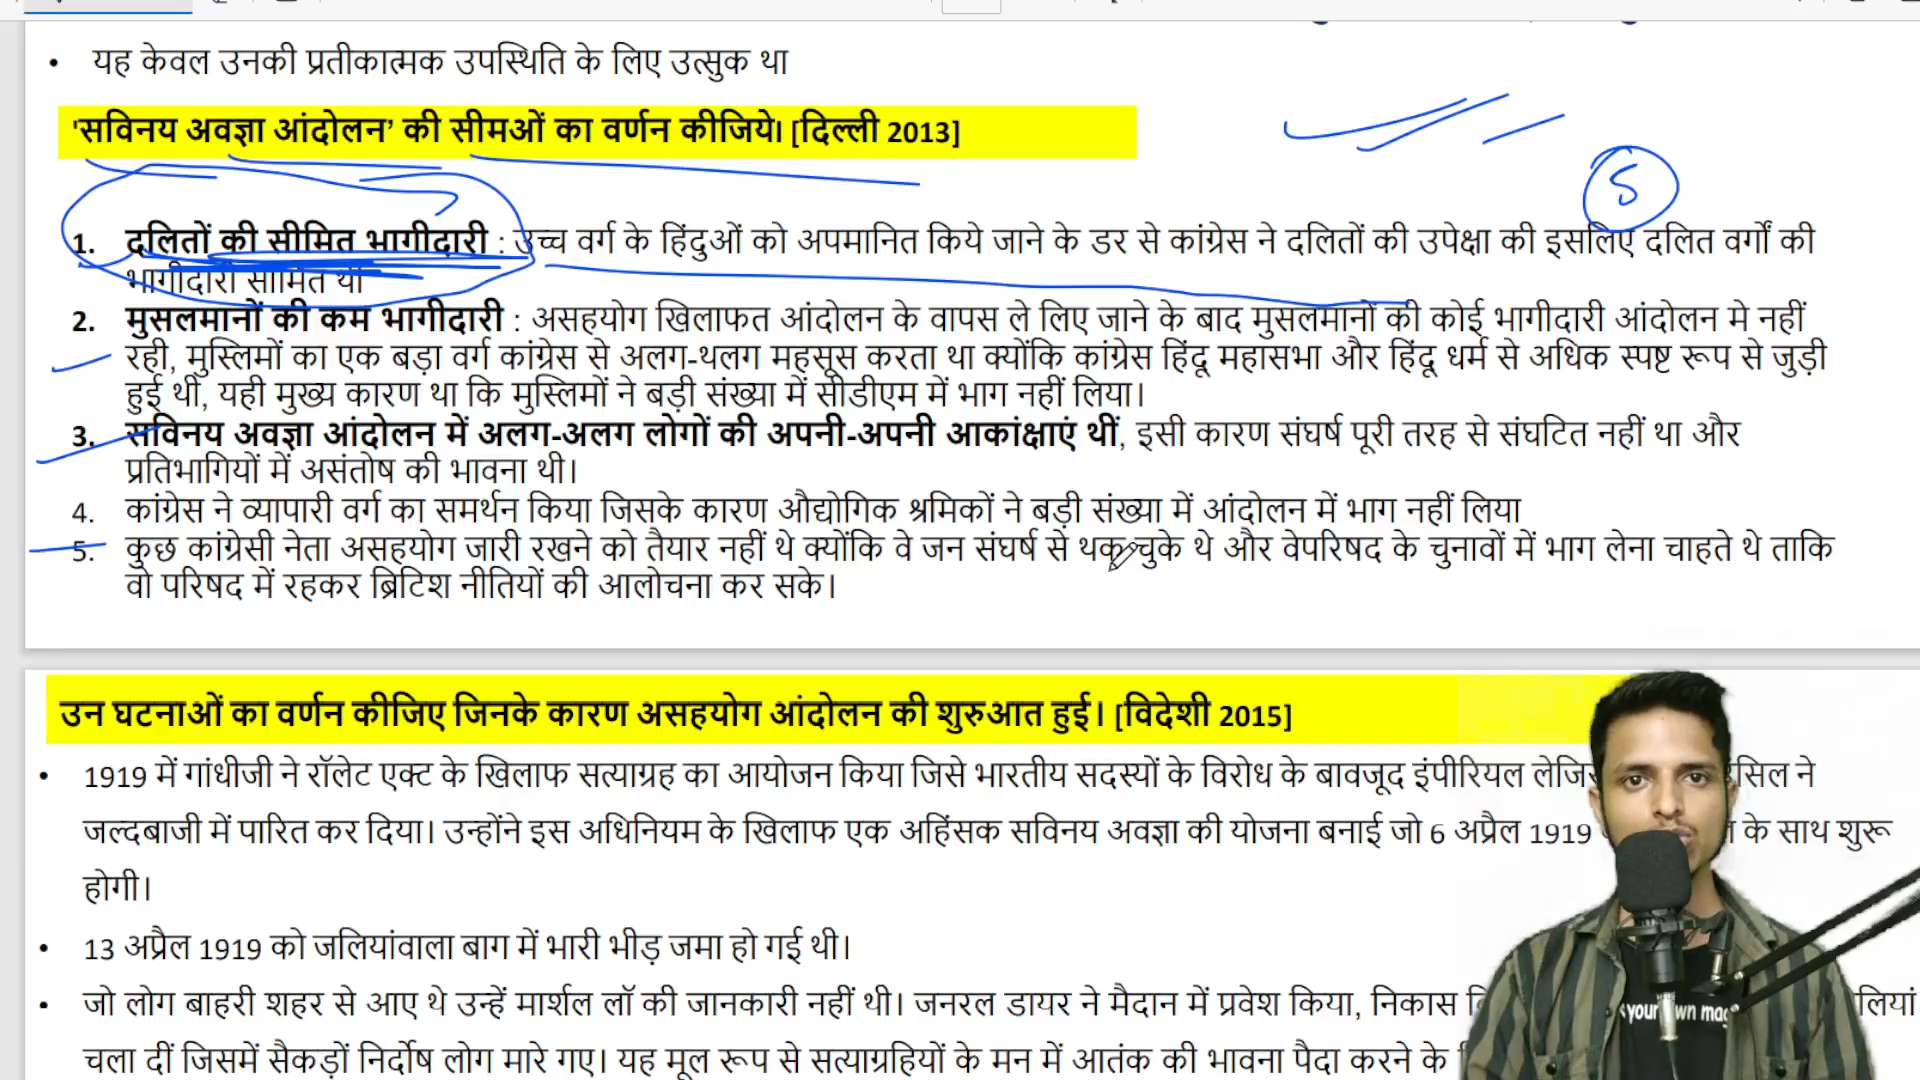 • यह केवल उनकी प्रतीकात्मक उपस्थिति के लिए उत्सुक था
'सविनय अवज्ञा आंदोलन’ की सीमओं का वर्णन कीजिये। [दिल्ली 2013]
5
1. दलितों की सीमित भागीदारी : उच्च वर्ग के हिंदुओं को अपमानित किये जाने के डर से कांग्रेस ने दलितों की उपेक्षा की इसलिए दलित वर्गों की
भागीदारी सीमित थी
2. मुसलमानों की कम भागीदारी : असहयोग खिलाफत आंदोलन के वापस ले लिए जाने के बाद मुसलमानों की कोई भागीदारी आंदोलन मे नहीं
रही, मुस्लिमों का एक बड़ा वर्ग कांग्रेस से अलग-थलग महसूस करता था क्योंकि कांग्रेस हिंदू महासभा और हिंदू धर्म से अधिक स्पष्ट रूप से जुड़ी
हुई थी, यही मुख्य कारण था कि मुस्लिमों ने बड़ी संख्या में सीडीएम में भाग नहीं लिया।
3. सविनय अवज्ञा आंदोलन में अलग-अलग लोगों की अपनी-अपनी आकांक्षाएं थीं, इसी कारण संघर्ष पूरी तरह से संघटित नहीं था और
प्रतिभागियों में असंतोष की भावना थी।
4. कांग्रेस ने व्यापारी वर्ग का समर्थन किया जिसके कारण औद्योगिक श्रमिकों ने बड़ी संख्या में आंदोलन में भाग नहीं लिया
5. कुछ कांग्रेसी नेता असहयोग जारी रखने को तैयार नहीं थे क्योंकि वे जन संघर्ष से थक चुके थे और वेपरिषद के चुनावों में भाग लेना चाहते थे ताकि
वो परिषद में रहकर ब्रिटिश नीतियों की आलोचना कर सके।
उन घटनाओं का वर्णन कीजिए जिनके कारण असहयोग आंदोलन की शुरुआत हुई। [विदेशी 2015]
• 1919 में गांधीजी ने रॉलेट एक्ट के खिलाफ सत्याग्रह का आयोजन किया जिसे भारतीय सदस्यों के विरोध के बावजूद इंपीरियल ने
जल्दबाजी में पारित कर दिया। उन्होंने इस अधिनियम के खिलाफ एक अहिंसक सविनय अवज्ञा की योजना बनाई जो 6 अप्रैल 1919 के साथ शुरू
होगी।
• 13 अप्रैल 1919 को जलियांवाला बाग में भारी भीड़ जमा हो गई थी।
• जो लोग बाहरी शहर से आए थे उन्हें मार्शल लॉ की जानकारी नहीं थी। जनरल डायर ने मैदान में प्रवेश किया, निकास
चला दीं जिसमें सैकड़ों निर्दोष लोग मारे गए। यह मूल रूप से सत्याग्रहियों के मन में आतंक की भावना पैदा करने के
your own